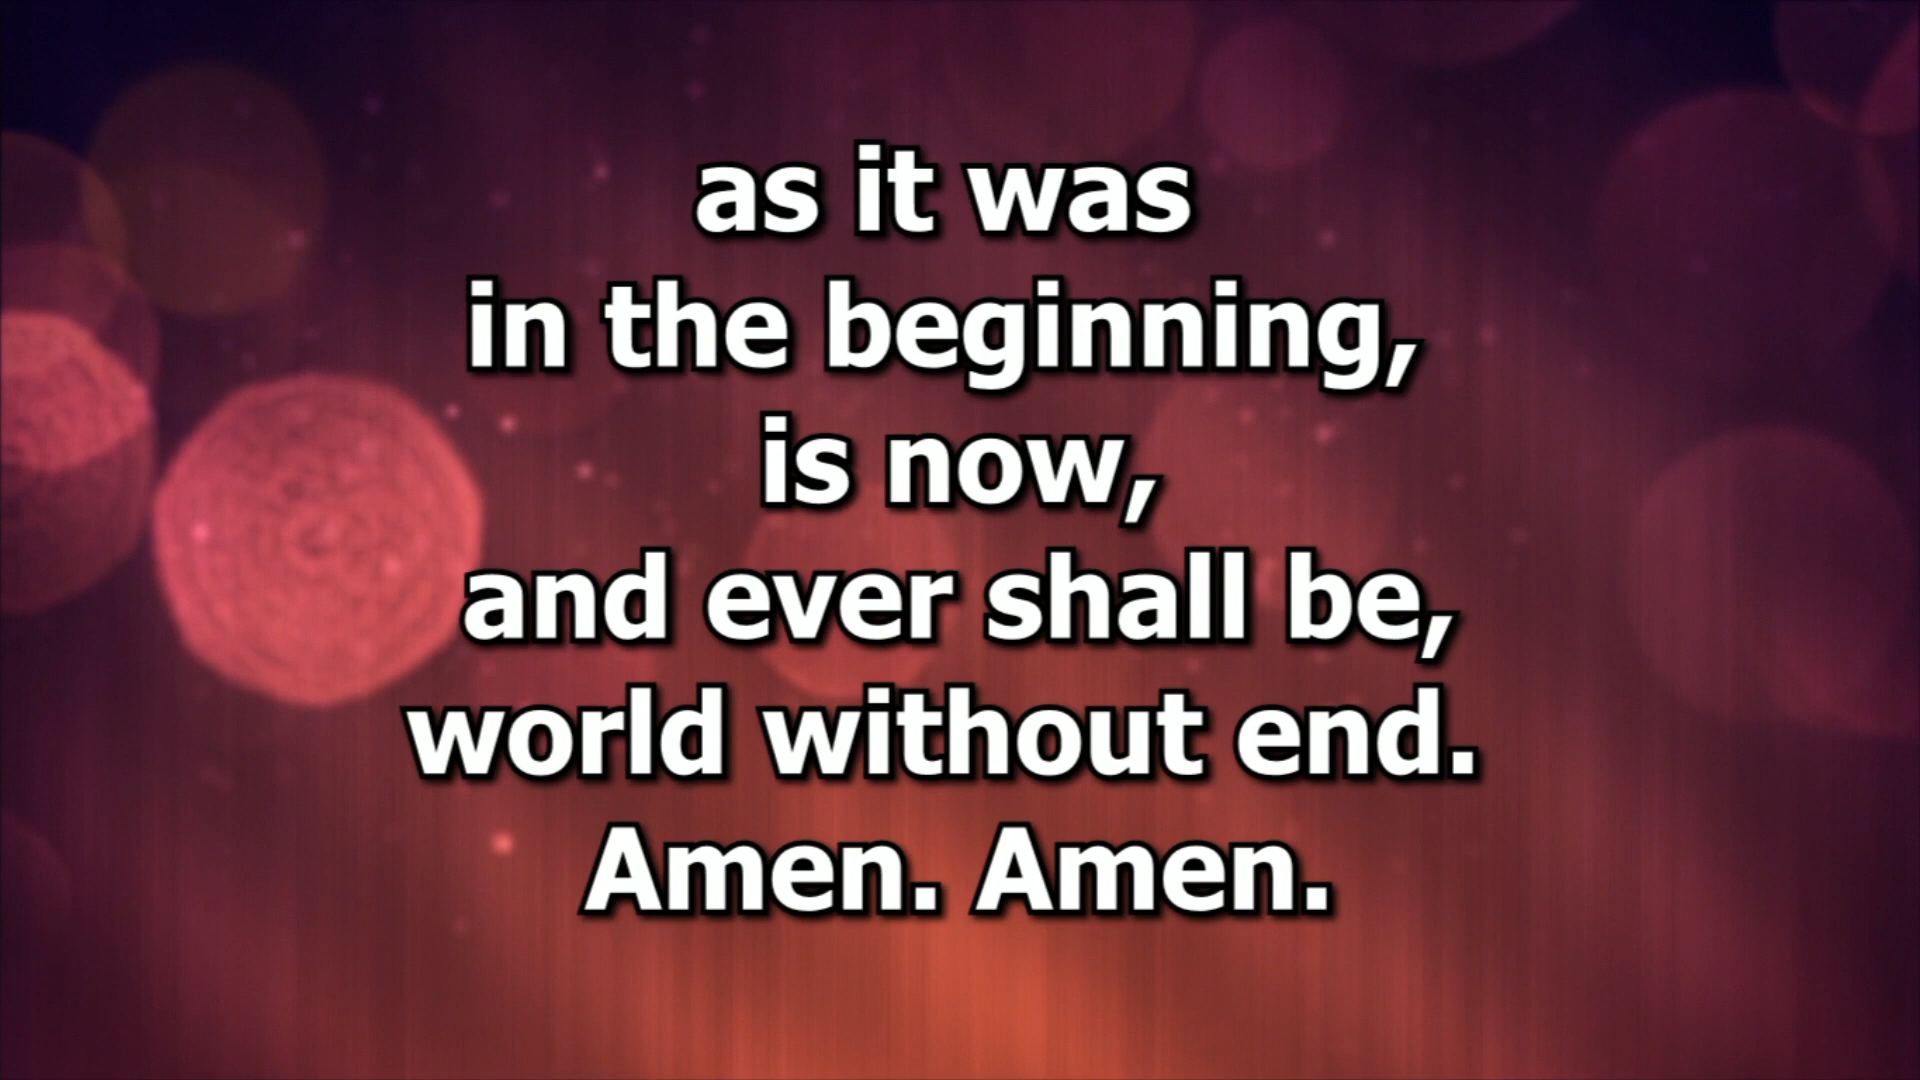 as it was
in the beginning,
is now,
and ever shall be,
world without end.
Amen. Amen.